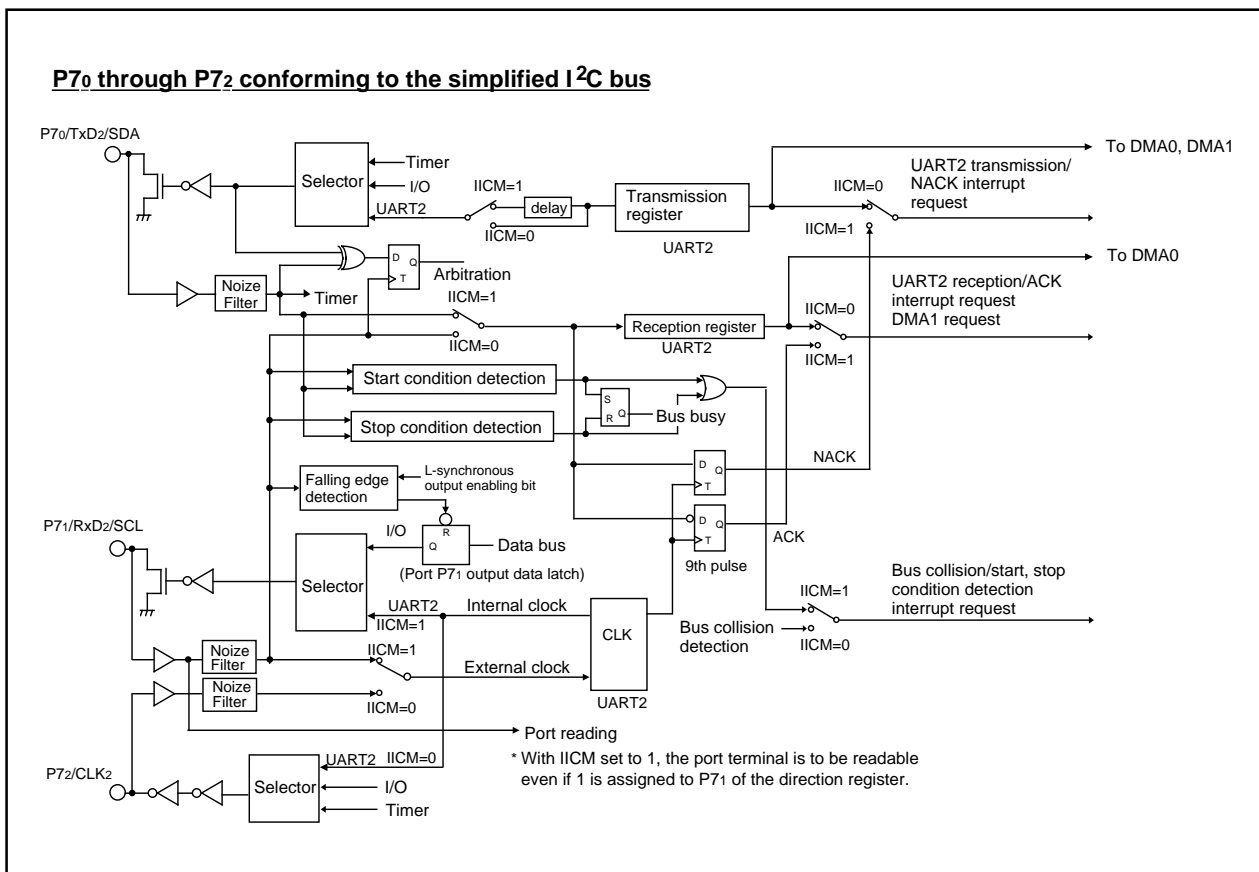 P70 through P72 conforming to the simplified I2C bus
P70/TxD2/SDA
Selector
Timer
I/O
UART2
IICM=1
delay
IICM=0
Transmission
register
UART2
To DMA0, DMA1
IICM=0
IICM=1
UART2 transmission/
NACK interrupt
request
D
Q
T
Arbitration
Noize
Filter
Timer
IICM=1
IICM=0
Reception register
UART2
To DMA0
IICM=0
IICM=1
UART2 reception/ACK
interrupt request
DMA1 request
Start condition detection
S
R
Q
Bus busy
Stop condition detection
Falling edge
detection
L-synchronous
output enabling bit
D
Q
T
NACK
D
Q
T
ACK
9th pulse
P71/RxD2/SCL
Selector
I/O
R
Q
Data bus
(Port P71 output data latch)
UART2
IICM=1
Internal clock
CLK
UART2
Bus collision
detection
IICM=1
IICM=0
Bus collision/start, stop
condition detection
interrupt request
Noize
Filter
IICM=1
External clock
Noize
Filter
IICM=0
Port reading
* With IICM set to 1, the port terminal is to be readable
even if 1 is assigned to P71 of the direction register.
P72/CLK2
Selector
UART2
IICM=0
I/O
Timer